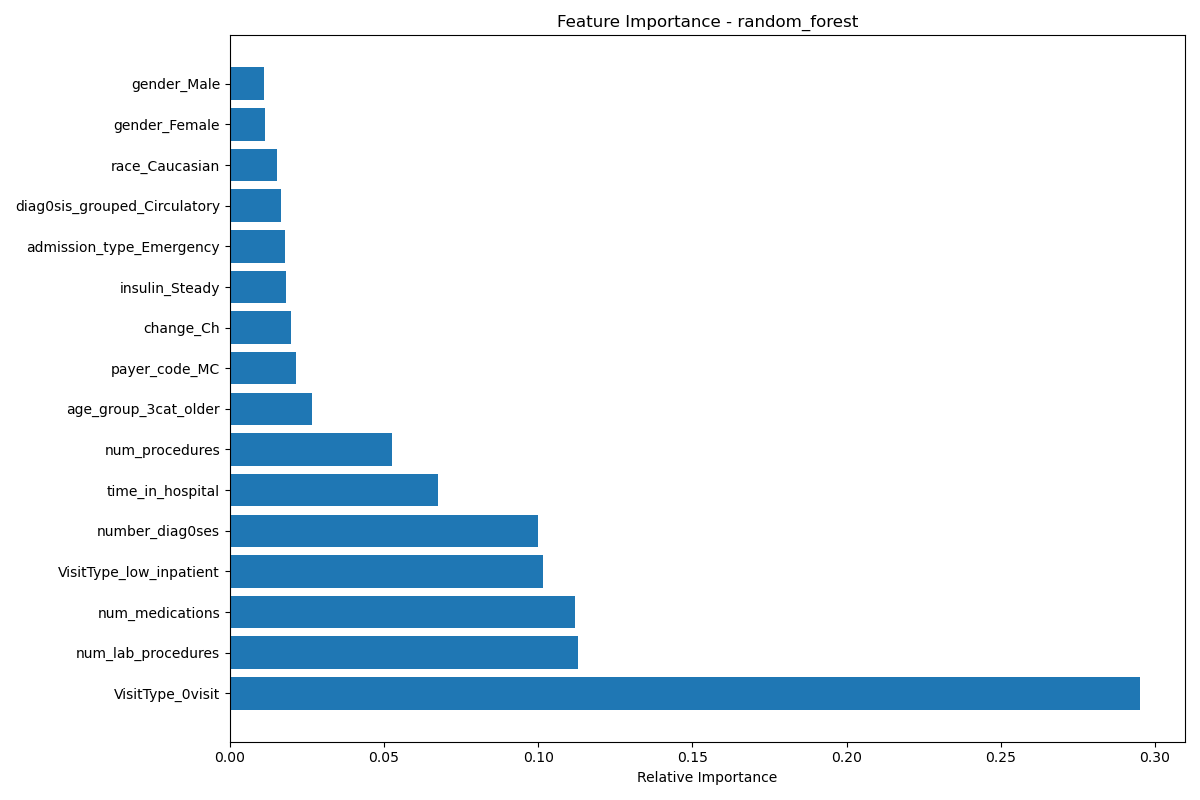 Feature Importance - random_forest
gender_Male
gender_Female
race_Caucasian
diag0sis_grouped_Circulatory
admission_type_Emergency
insulin_Steady
change_Ch
payer_code_MC
age_group_3cat_older
num_procedures
time_in_hospital
number_diag0ses
VisitType_low_inpatient
num_medications
num_lab_procedures
VisitType_0visit
0.00 0.05 0.10 0.15 0.20 0.25 0.30
Relative Importance